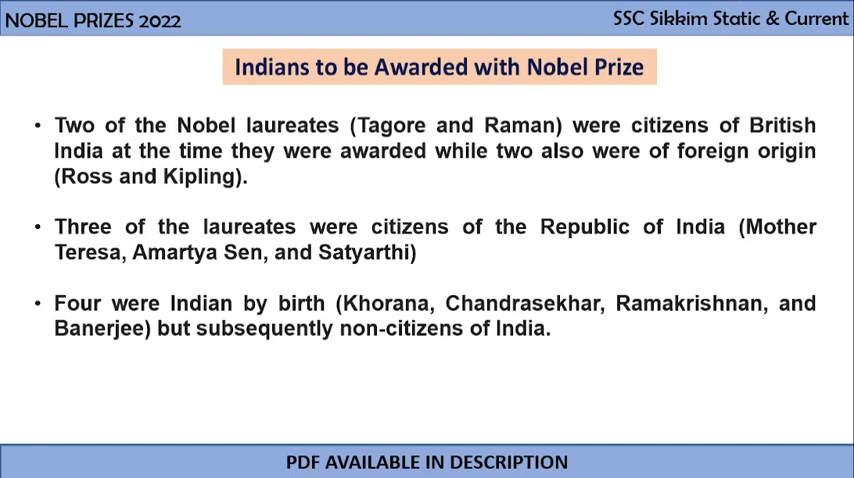 NOBEL PRIZES 2022
SSC Sikkim Static & Current
Indians to be Awarded with Nobel Prize
• Two of the Nobel laureates (Tagore and Raman) were citizens of British
India at the time they were awarded while two also were of foreign origin
(Ross and Kipling).
• Three of the laureates were citizens of the Republic of India (Mother
Teresa, Amartya Sen, and Satyarthi)
• Four were Indian by birth (Khorana, Chandrasekhar, Ramakrishnan, and
Banerjee) but subsequently non-citizens of India.
PDF AVAILABLE IN DESCRIPTION